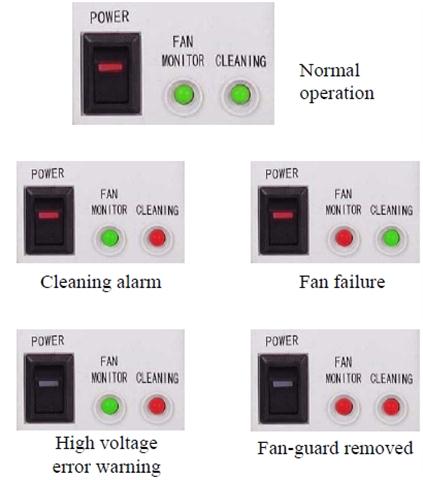 POWER
FAN
MONITOR CLEANING
Normal
operation
POWER
FAN
MONITOR CLEANING
Cleaning alarm
POWER
FAN
MONITOR CLEANING
Fan failure
POWER
FAN
MONITOR CLEANING
High voltage
error warning
POWER
FAN
MONITOR CLEANING
Fan-guard removed